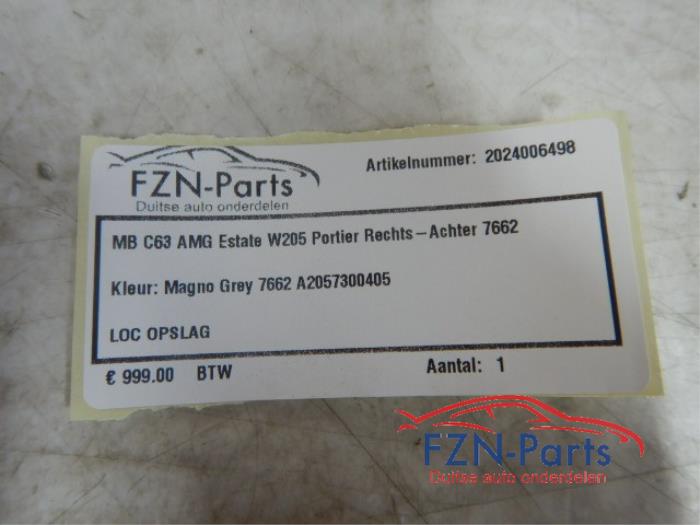 FZN-Parts
Duitse auto onderdelen
Artikelnummer: 2024006498
MB C63 AMG Estate W205 Portier Rechts-Achter 7662
Kleur: Magno Grey 7662 A2057300405
LOC OPSLAG
€ 999.00 BTW
Aantal: 1
FZN-Parts
Duitse auto onderdelen